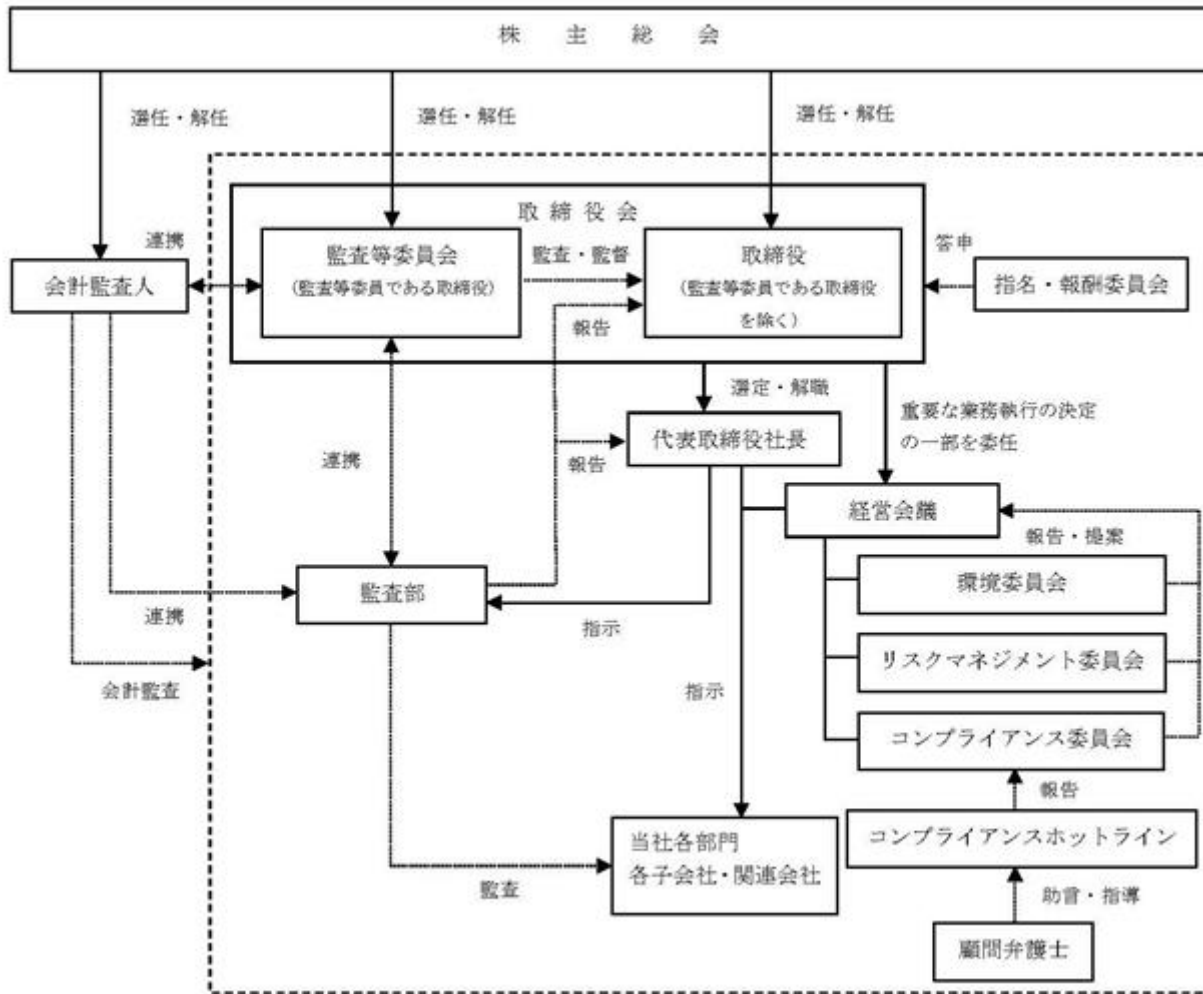 株主総会
選任・解任
選任・解任
選任・解任
取締役会
連携
監査等委員会
(監査等委員である取締役)
監査・監督
取締役
(監査等委員である取締役
を除く)
答申
会計監査人
指名・報酬委員会
報告
選定・解職
重要な業務執行の決定
の一部を委任
代表取締役社長
連携
報告
経営会議
報告・提案
監査部
環境委員会
連携
指示
リスクマネジメント委員会
会計監査
指示
コンプライアンス委員会
報告
当社各部門
各子会社・関連会社
コンプライアンスホットライン
監査
助言・指導
顧問弁護士